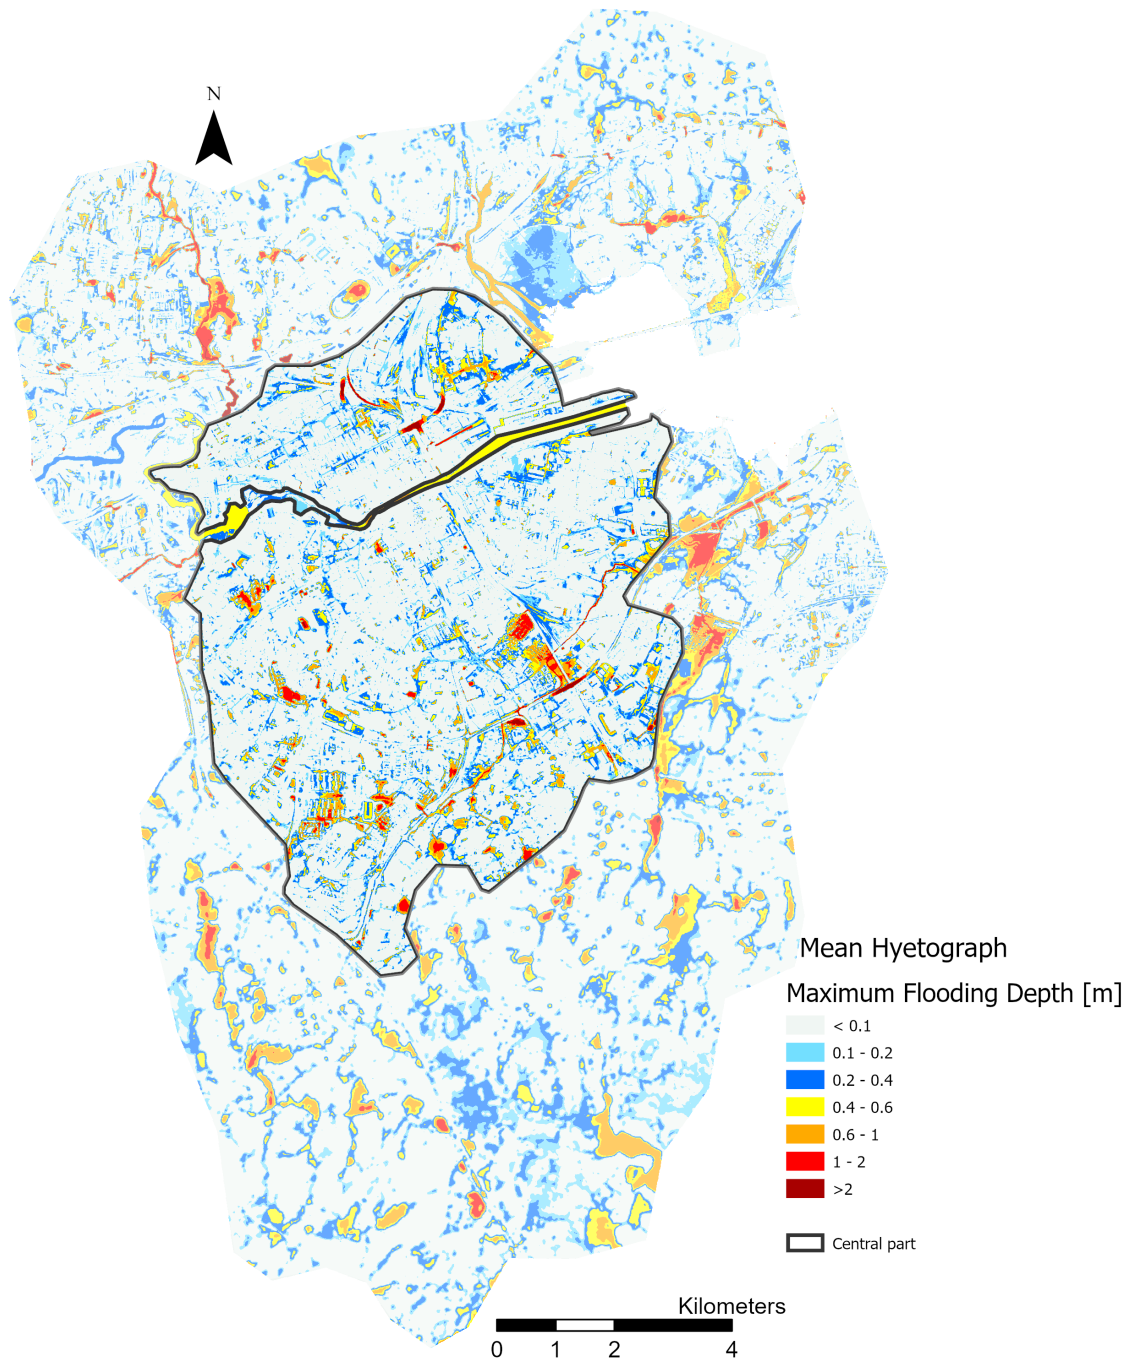 N
Mean Hyetograph
Maximum Flooding Depth [m]
< 0.1
0.1 - 0.2
0.2 - 0.4
0.4 - 0.6
0.6 - 1
1 - 2
>2
Central part
Kilometers
0 1 2 4